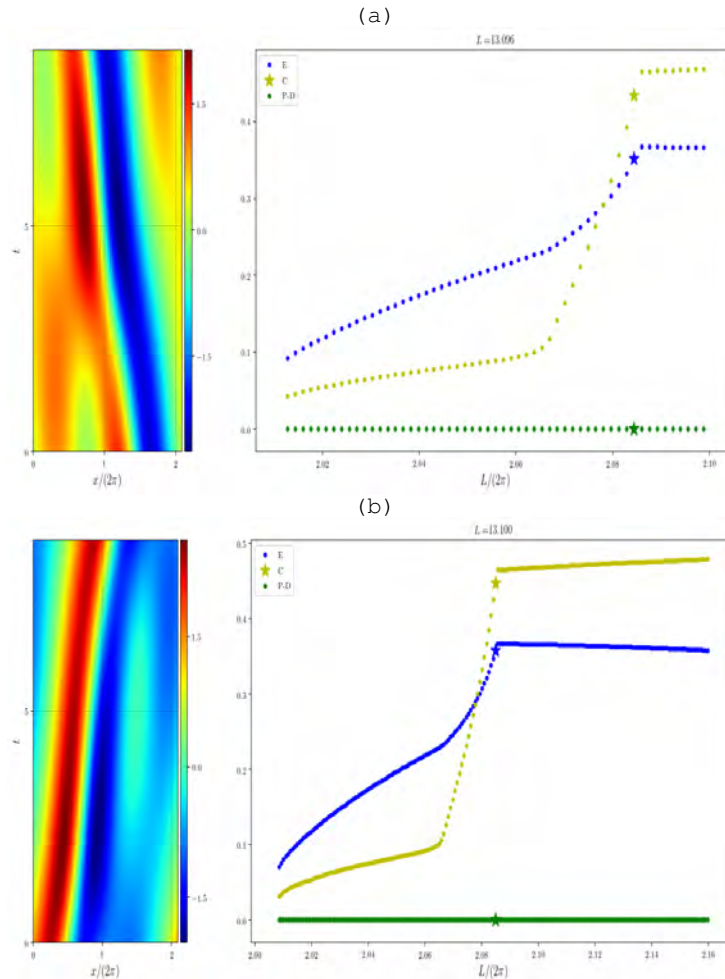 (a)
L =13.096
E
C
P-D
1.5
0.0
−1.5
t
5
0
0 1 2
x/(2π)
0.4
0.3
0.2
0.1
0.0
2.02 2.04 2.06 2.08 2.10
L/(2π)
(b)
L =13.100
E
C
P-D
1.5
0.0
−1.5
t
5
0
0 1 2
x/(2π)
0.5
0.4
0.3
0.2
0.1
0.0
2.00 2.02 2.04 2.06 2.08 2.10 2.12 2.14 2.16
L/(2π)